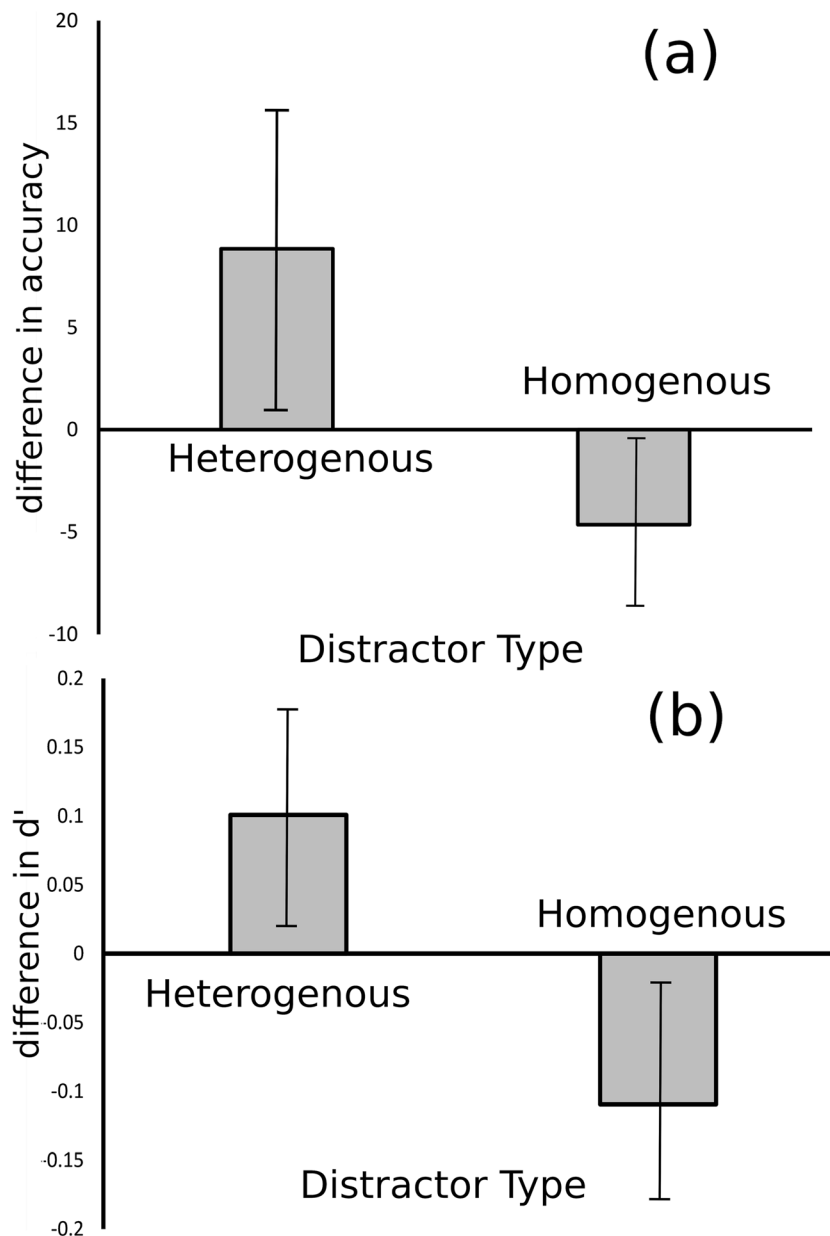 (a)
difference in accuracy
20
15
10
5
0
-5
-10
Heterogenous
Homogenous
Distractor Type
(b)
difference in d'
0.2
0.15
0.1
0.05
0
-0.05
-0.1
-0.15
-0.2
Heterogenous
Homogenous
Distractor Type